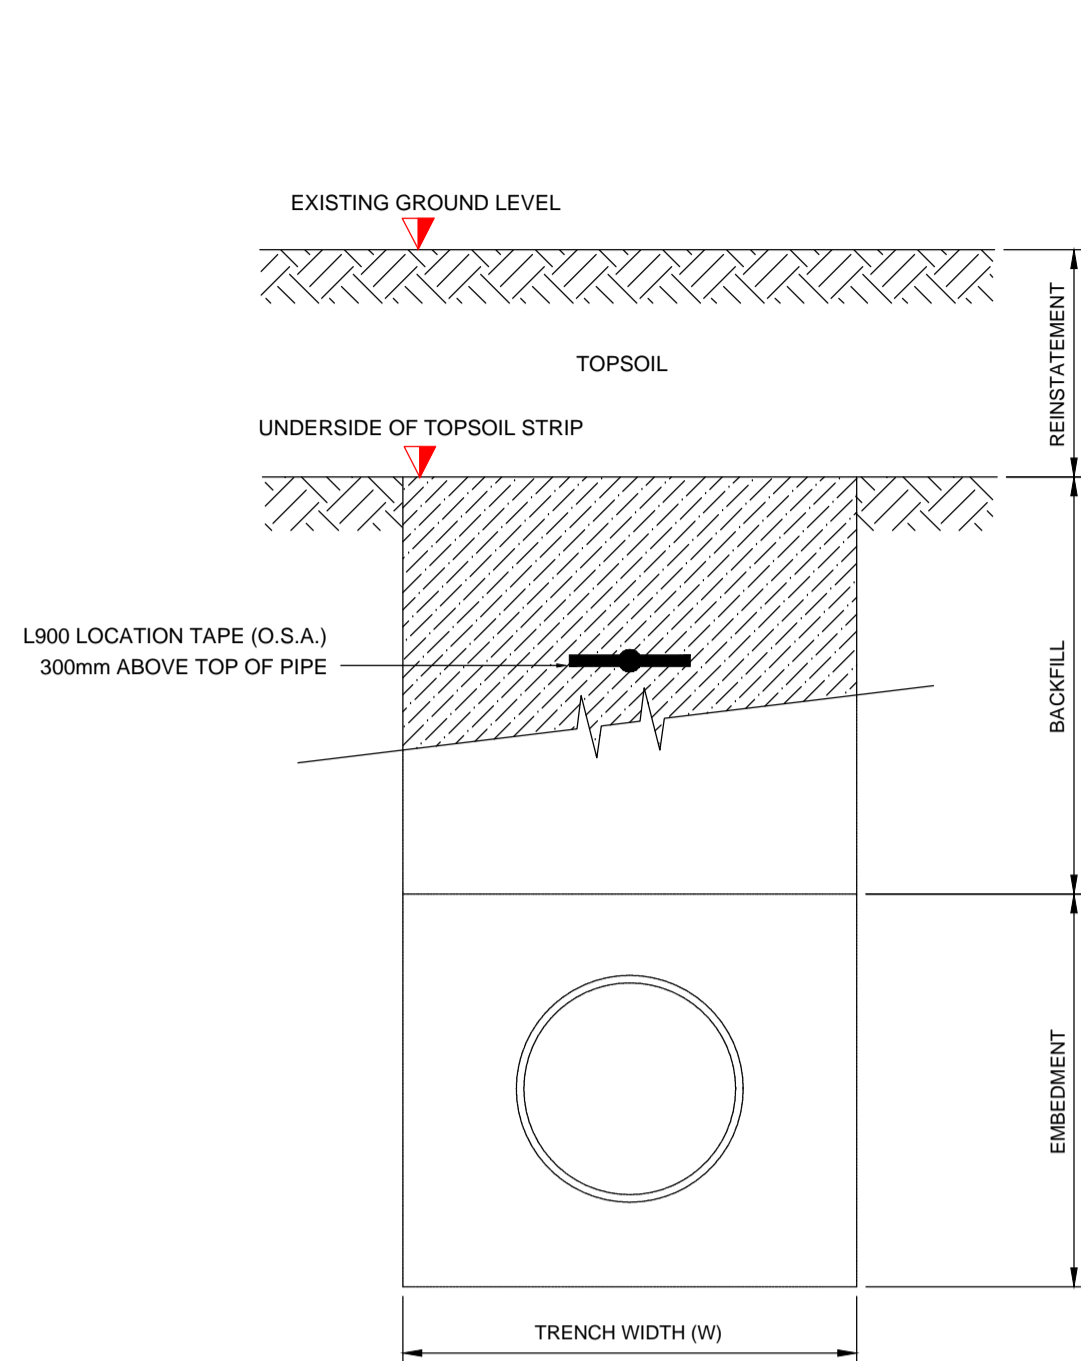 EXISTING GROUND LEVEL
REINSTATEMENT
TOPSOIL
UNDERSIDE OF TOPSOIL STRIP
L900 LOCATION TAPE (O.S.A.)
300mm ABOVE TOP OF PIPE
BACKFILL
EMBEDMENT
TRENCH WIDTH (W)